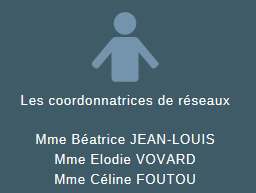 Les coordonnatrices de réseaux
Mme Béatrice JEAN-LOUIS
Mme Elodie VOVARD
Mme Céline FOUTOU